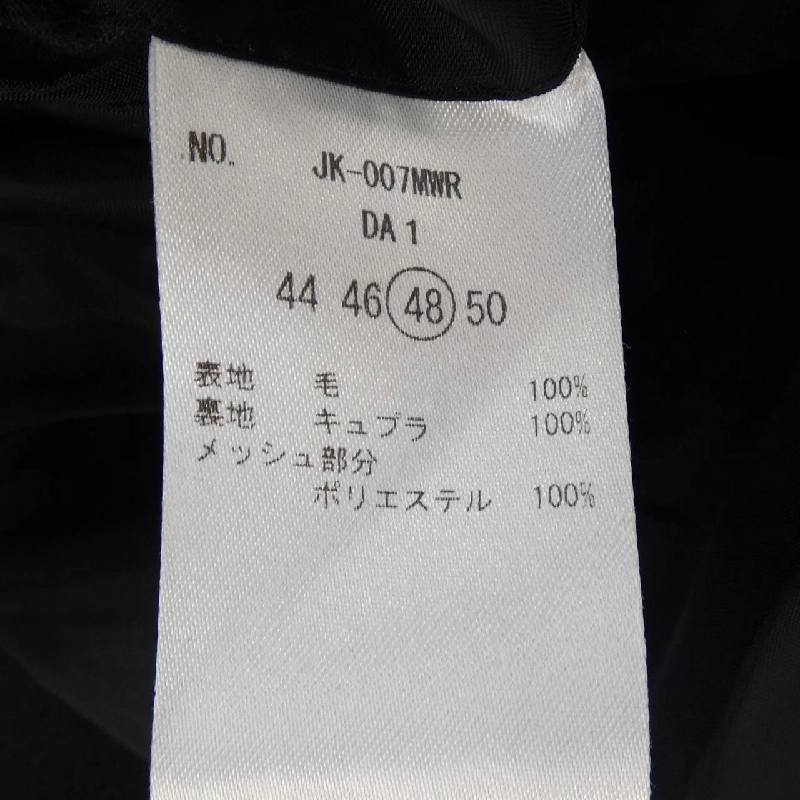 NO. JK-007MWR
DA 1
44 46 48 50
表地 毛 100%
裏地 キュプラ 100%
メッシュ部分
ポリエステル 100%